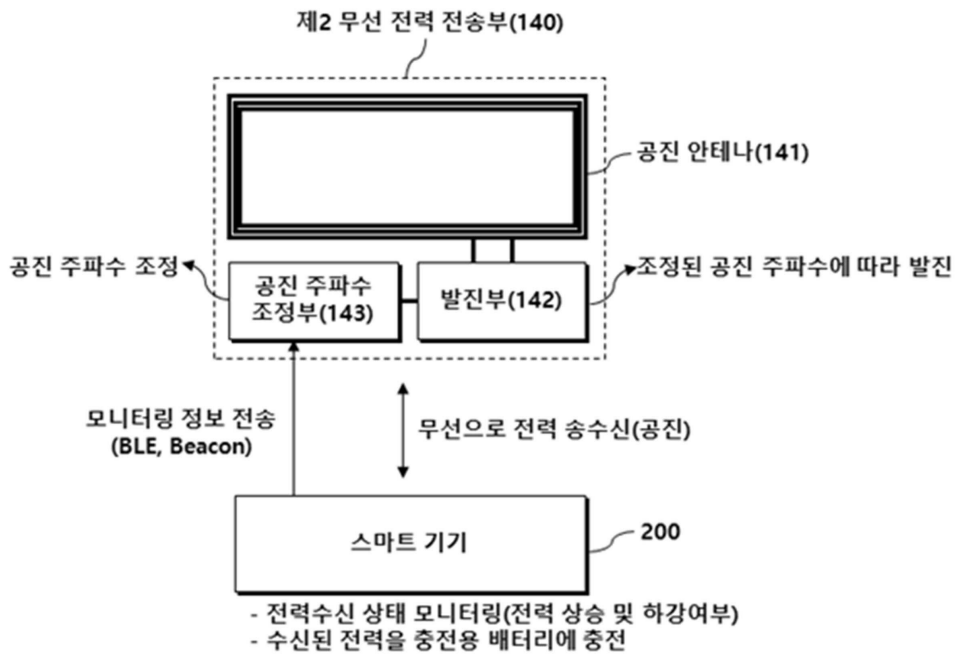 제2 무선 전력 전송부(140)
공진 안테나(141)
공진 주파수 조정
공진 주파수
조정부(143)
발진부(142)
조정된 공진 주파수에 따라 발진
모니터링 정보 전송
(BLE, Beacon)
무선으로 전력 송수신(공진)
스마트 기기
200
- 전력수신 상태 모니터링(전력 상승 및 하강여부)
- 수신된 전력을 충전용 배터리에 충전